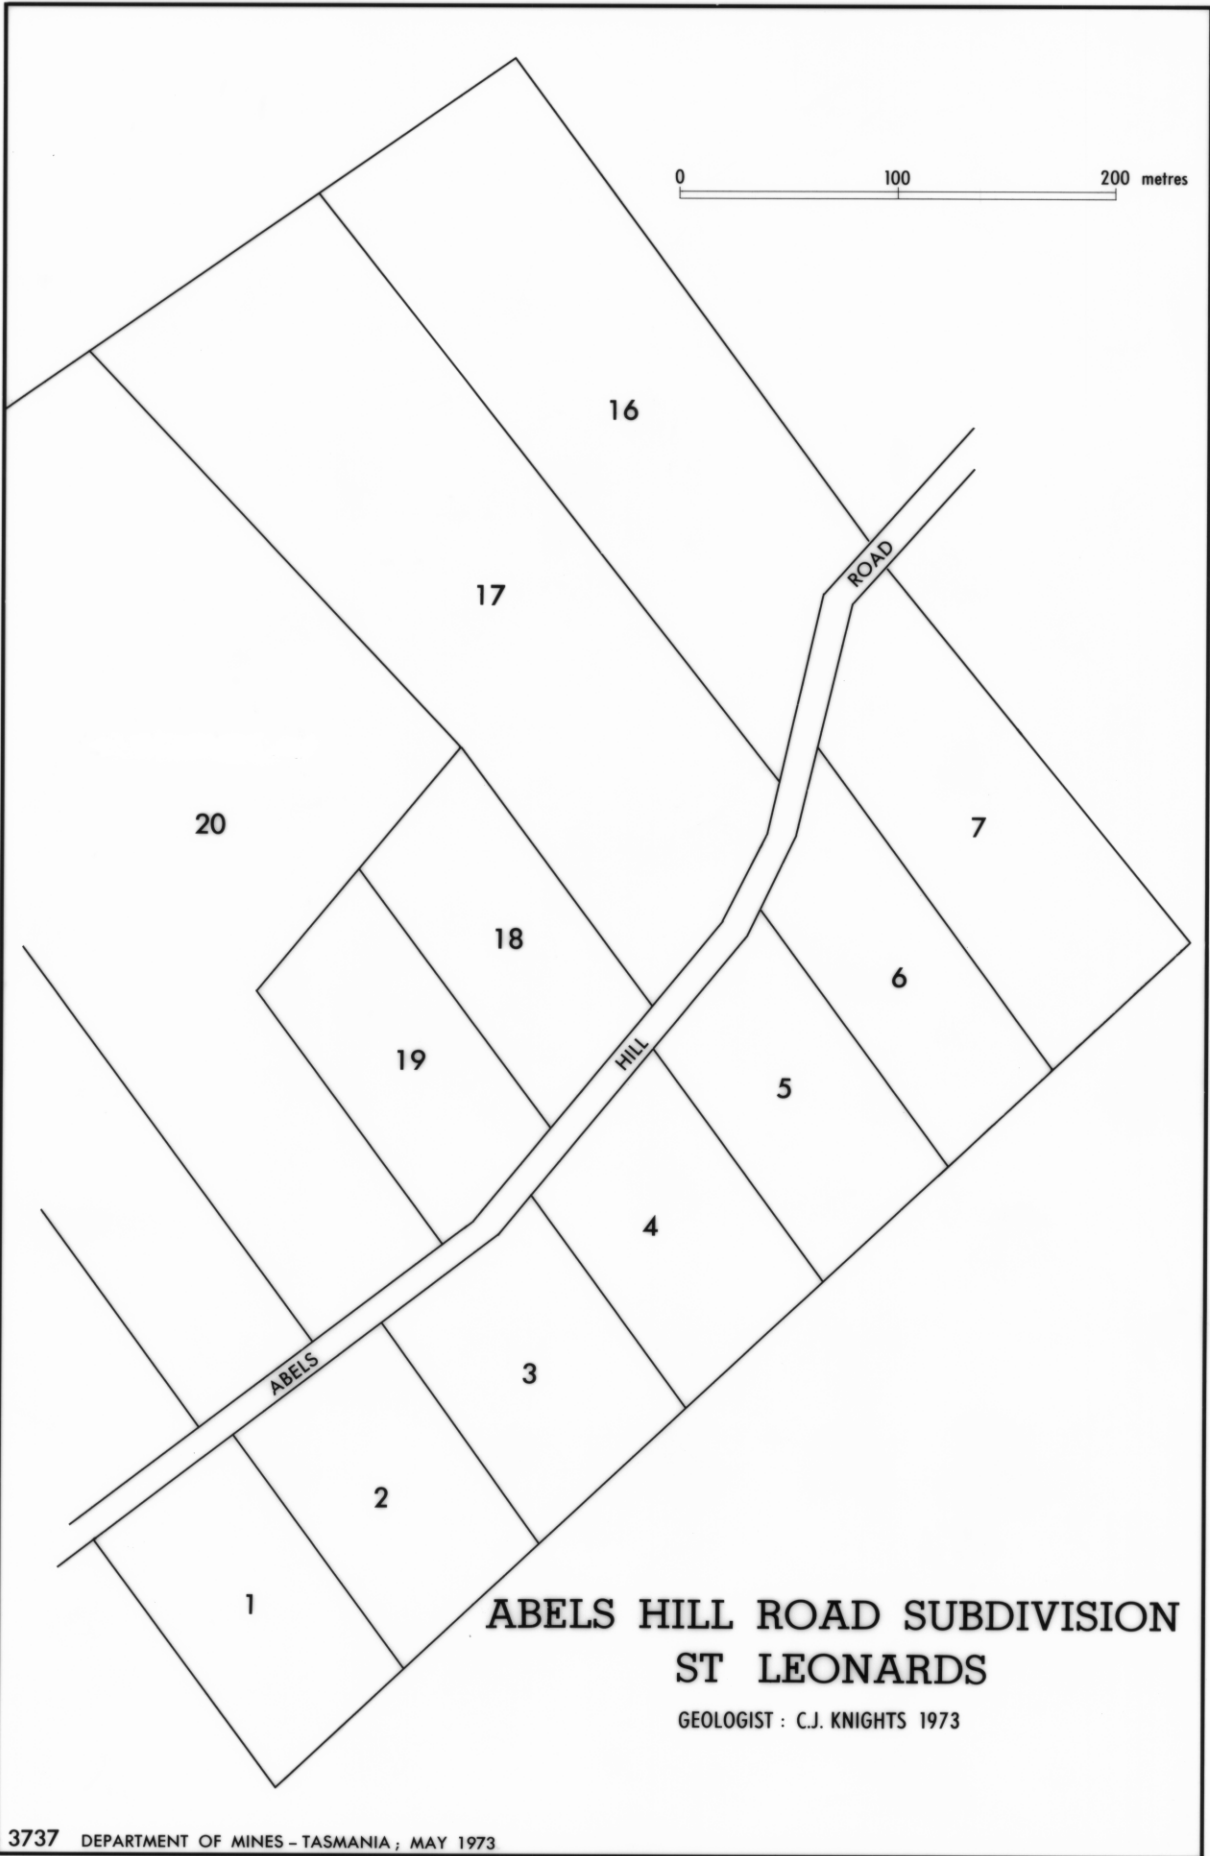 0 100 200 metres
16
ROAD
17
20
7
18
6
HILL
19
5
4
ABELS
3
2
1
ABELS HILL ROAD SUBDIVISION
ST LEONARDS
GEOLOGIST : C.J. KNIGHTS 1973
3737 DEPARTMENT OF MINES – TASMANIA ; MAY 1973